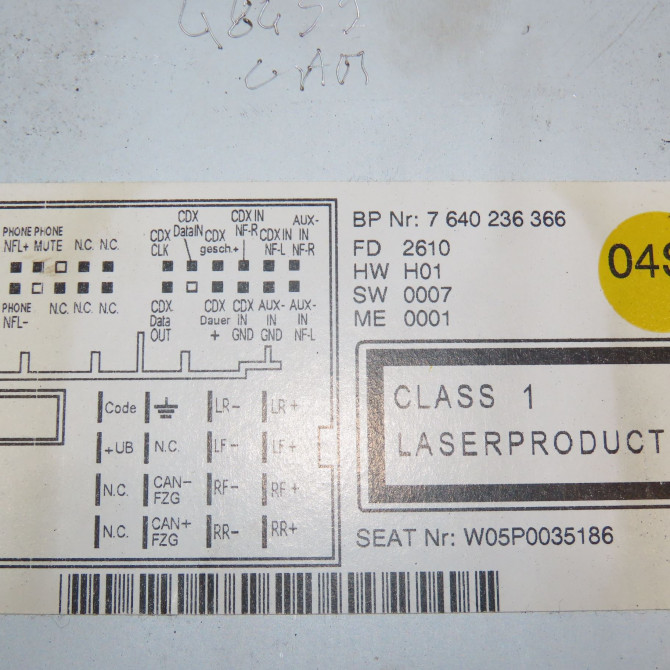 PHONE PHONE
NFL+ MUTE N.C. N.C.
PHONE N.C. N.C. N.C.
NFL-
CDX CDX IN AUX-
CDX DataIN NF-R CDX IN IN
CLK gesch.+ NF-L NF-R
CDX CDX CDX AUX- AUX-
Data Dauer IN IN IN
OUT + GND GND NF-L
Code LR- LR+
+UB N.C. LF- LF+
N.C. CAN- FZG RF- RF+
N.C. CAN+ FZG RR- RR+
BP Nr: 7 640 236 366
FD 2610
HW H01
SW 0007
ME 0001
CLASS 1
LASERPRODUCT
SEAT Nr: W05P0035186